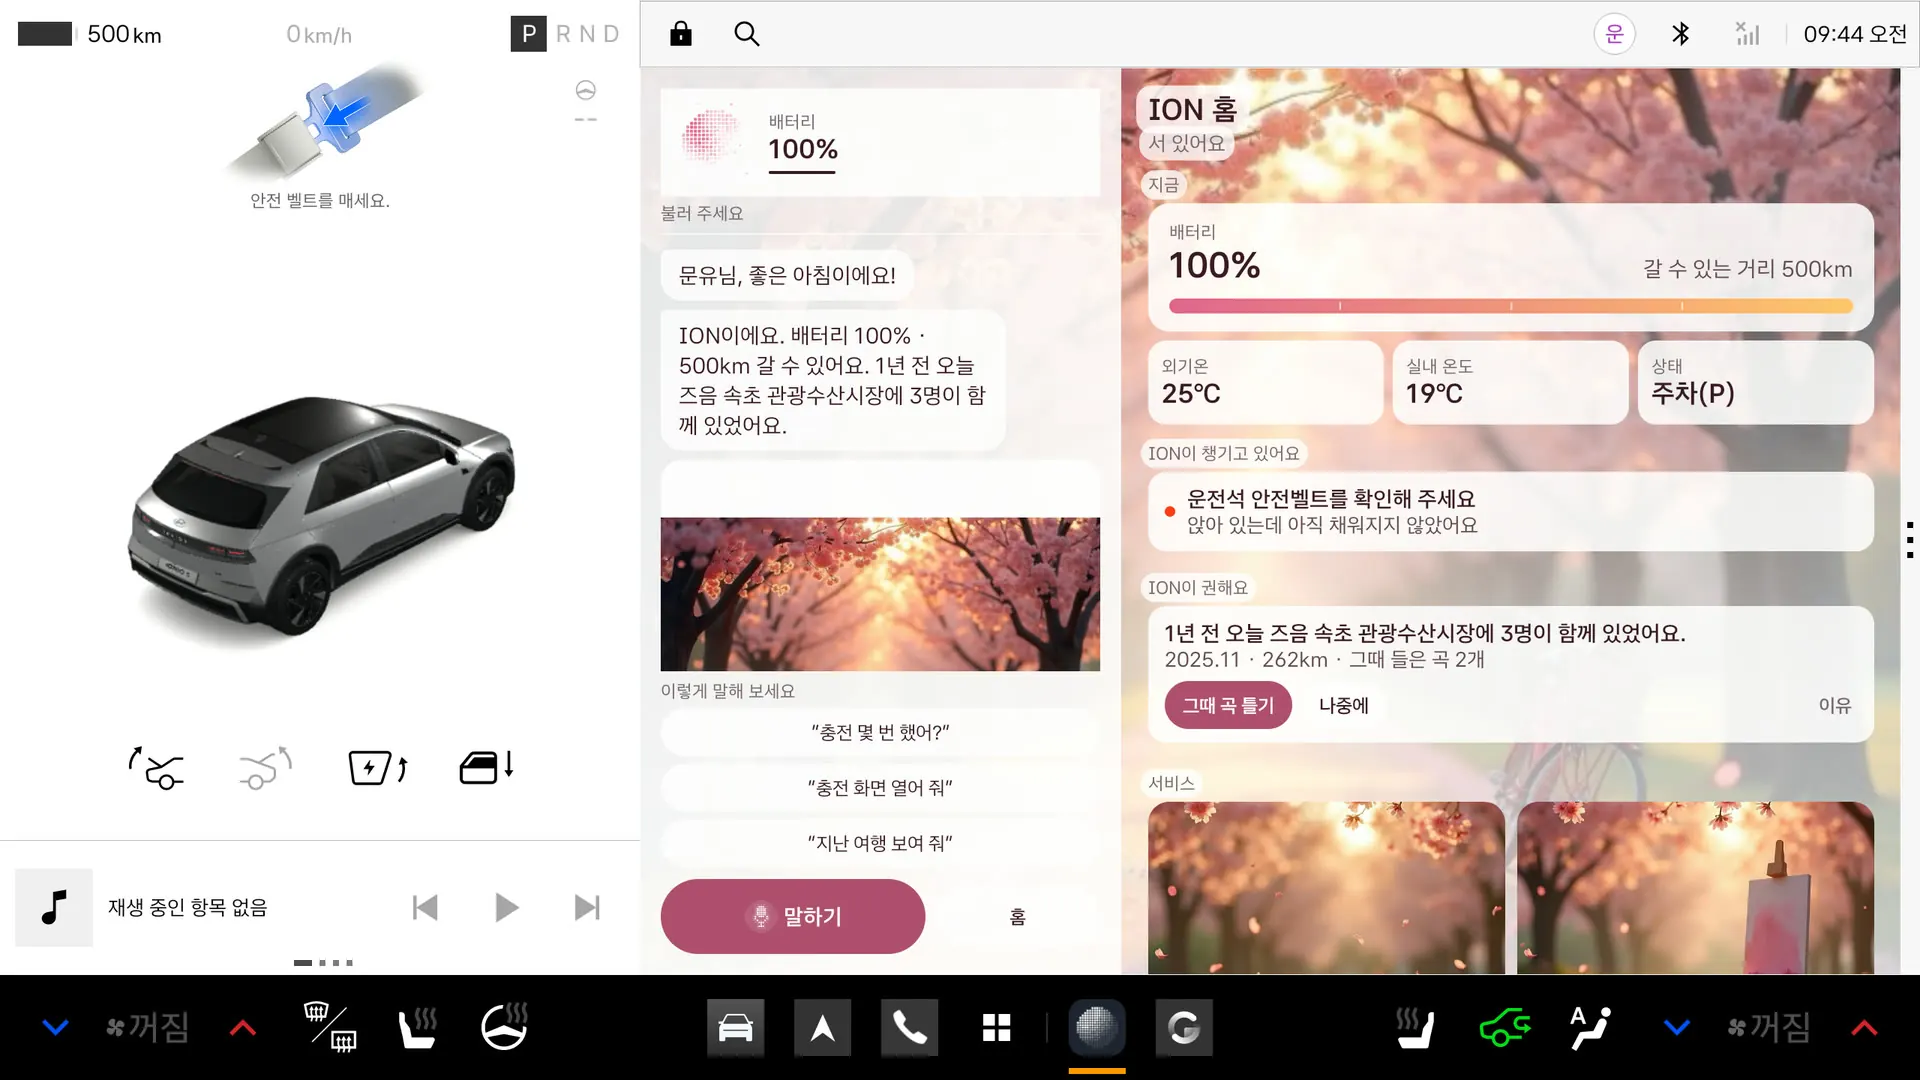 500 km
0 km/h
P R N D
09:44 오전
운
안전 벨트를 매세요.
재생 중인 항목 없음
배터리
100%
불러 주세요
문유님, 좋은 아침이에요!
ION이에요. 배터리 100% ·
500km 갈 수 있어요. 1년 전 오늘
즈음 속초 관광수산시장에 3명이 함
께 있었어요.
이렇게 말해 보세요
"충전 몇 번 했어?"
"충전 화면 열어 줘"
"지난 여행 보여 줘"
말하기
홈
ION 홈
서 있어요
지금
배터리
100%
갈 수 있는 거리 500km
외기온
25°C
실내 온도
19°C
상태
주차(P)
ION이 챙기고 있어요
운전석 안전벨트를 확인해 주세요
앉아 있는데 아직 채워지지 않았어요
ION이 권해요
1년 전 오늘 즈음 속초 관광수산시장에 3명이 함께 있었어요.
2025.11 · 262km · 그때 들은 곡 2개
그때 곡 틀기
나중에
이유
서비스
꺼짐
G
A
꺼짐